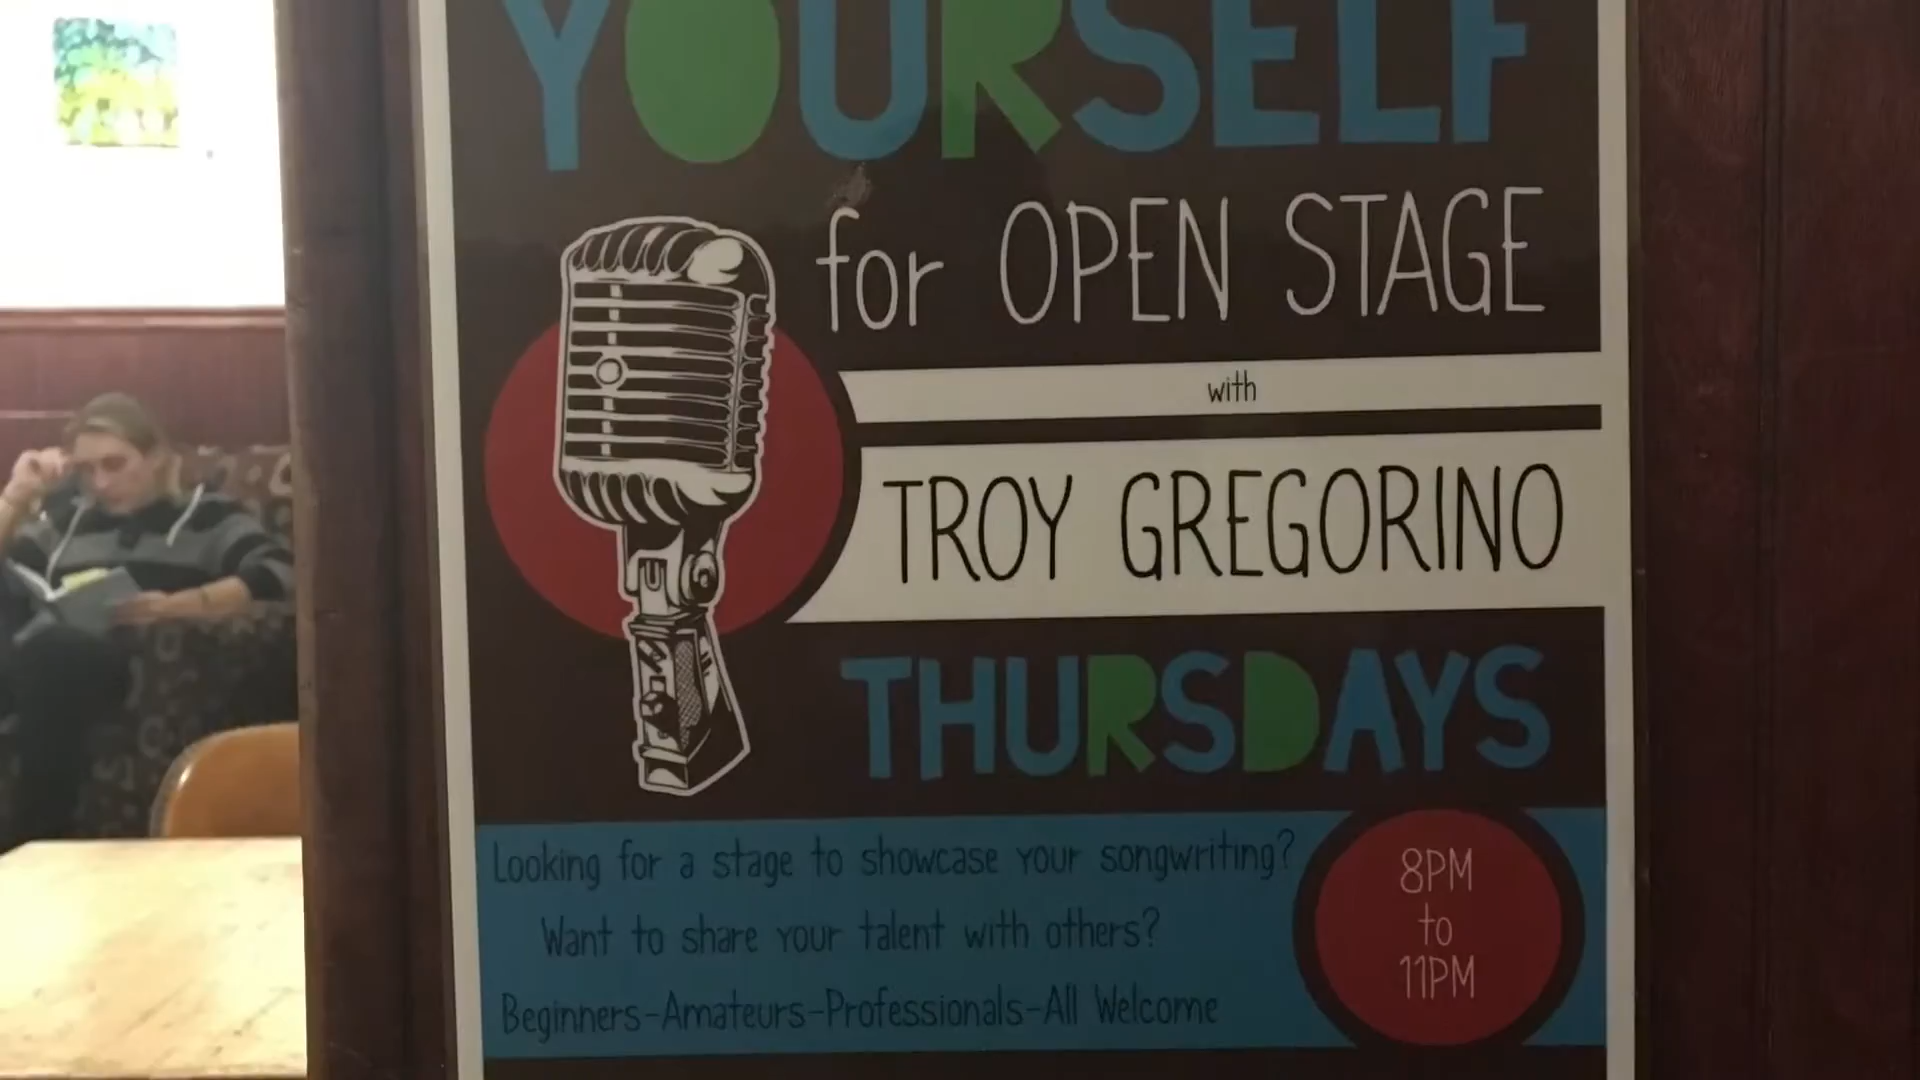 YOURSELF
for OPEN STAGE
with
TROY GREGORINO
THURSDAYS
Looking for a stage to showcase your songwriting?
Want to share your talent with others?
Beginners-Amateurs-Professionals-All Welcome
8PM
to
11PM